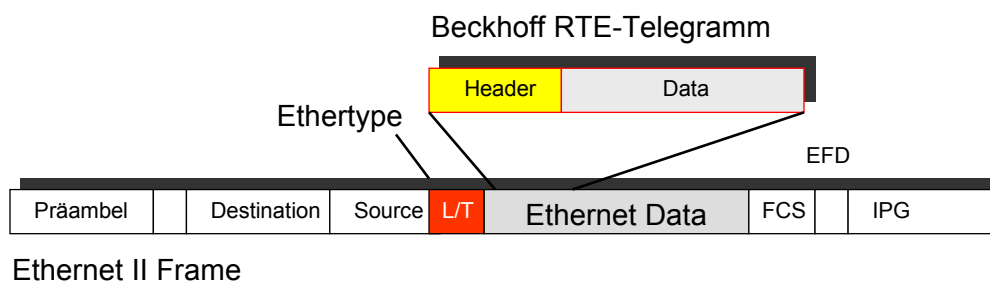 Beckhoff RTE-Telegramm
Header Data
Ethertype
EFD
Präambel Destination Source L/T Ethernet Data FCS IPG
Ethernet II Frame